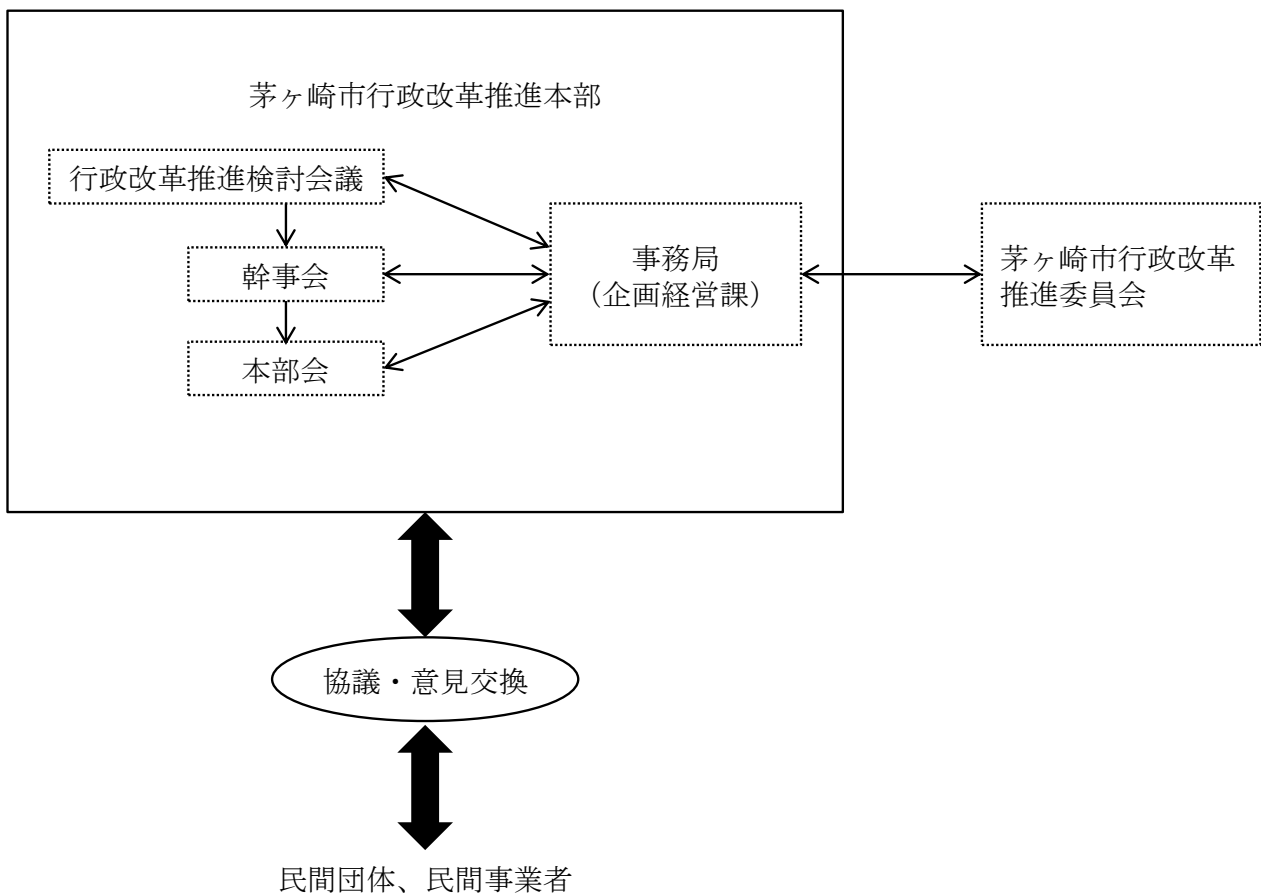 茅ヶ崎市行政改革推進本部
行政改革推進検討会議
幹事会
本部会
事務局
（企画経営課）
茅ヶ崎市行政改革
推進委員会
協議・意見交換
民間団体、民間事業者